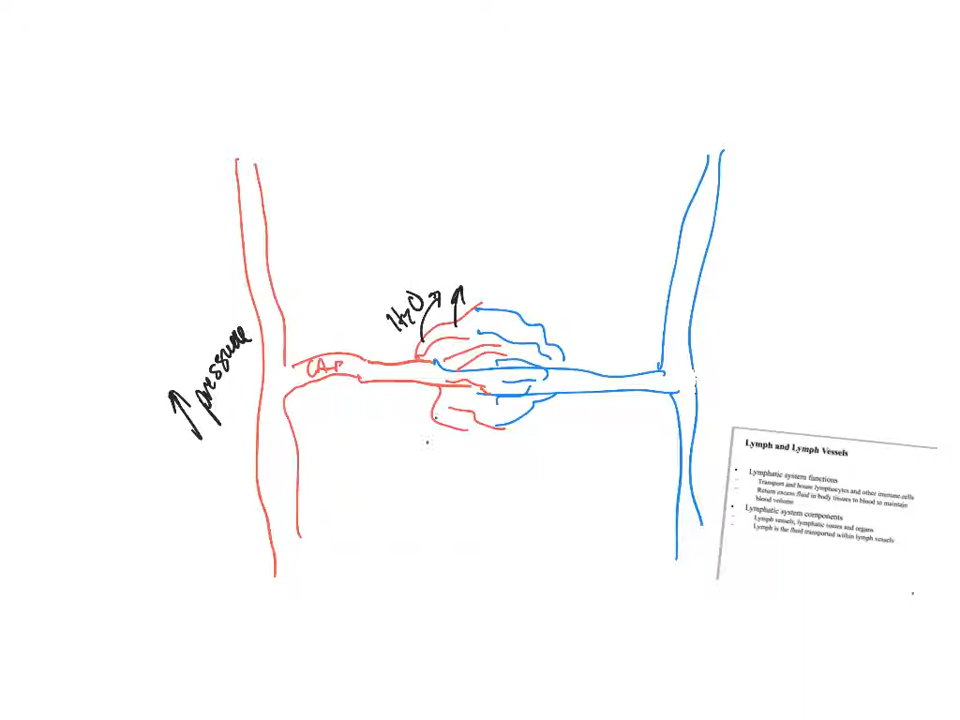 H2O
↑ pressure
CAP
Lymph and Lymph Vessels
• Lymphatic system functions
– Transport and house lymphocytes and other immune cells
– Return excess fluid in body tissues to blood to maintain
blood volume
• Lymphatic system components
– Lymph vessels, lymphatic tissues and organs
– Lymph is the fluid transported within lymph vessels